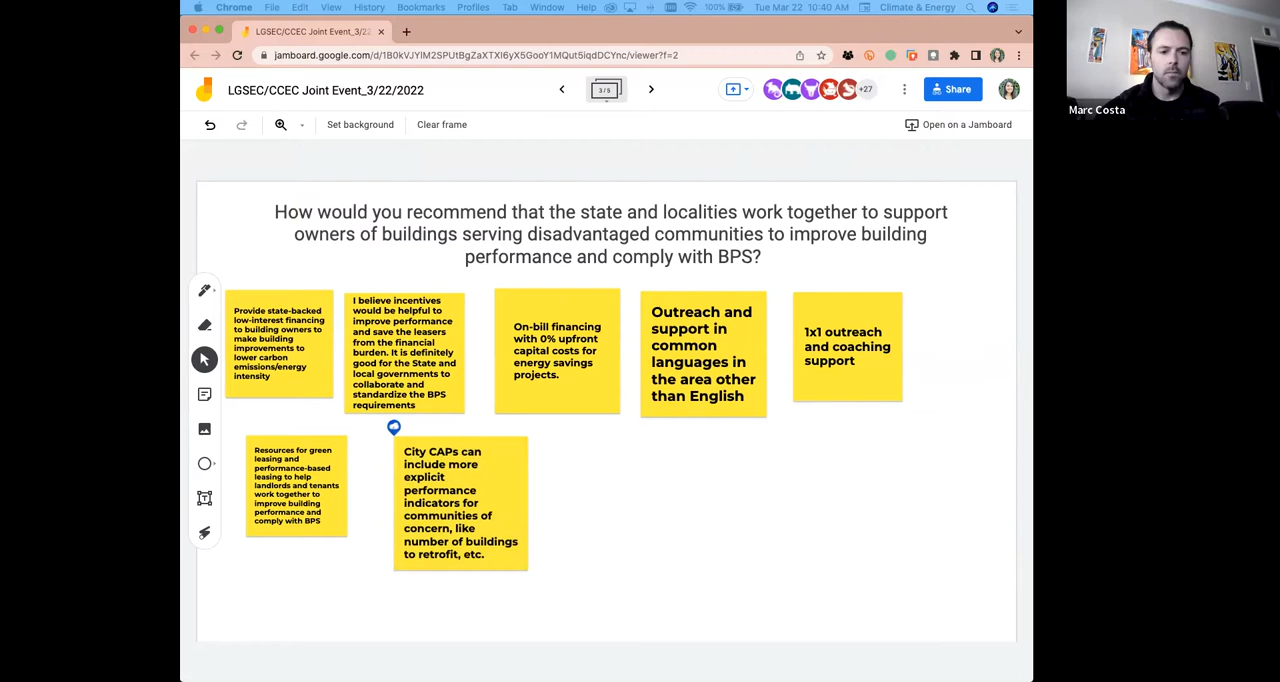 Chrome File Edit View History Bookmarks Profiles Tab Window Help 100% Tue Mar 22 10:40 AM Climate & Energy
LGSEC/CCEC Joint Event_3/22
jamboard.google.com/d/1B0kVJYlM2SPUtBgZaXTXl6yX5GooY1MQut5iqdDCYnc/viewer?f=2
LGSEC/CCEC Joint Event_3/22/2022
3/5
+27
Share
Set background
Clear frame
Open on a Jamboard
Marc Costa
How would you recommend that the state and localities work together to support
owners of buildings serving disadvantaged communities to improve building
performance and comply with BPS?
Provide state-backed
low-interest financing
to building owners to
make building
improvements to
lower carbon
emissions/energy
intensity
I believe incentives
would be helpful to
improve performance
and save the leasers
from the financial
burden. It is definitely
good for the State and
local governments to
collaborate and
standardize the BPS
requirements
On-bill financing
with 0% upfront
capital costs for
energy savings
projects.
Outreach and
support in
common
languages in
the area other
than English
1x1 outreach
and coaching
support
Resources for green
leasing and
performance-based
leasing to help
landlords and tenants
work together to
improve building
performance and
comply with BPS
City CAPs can
include more
explicit
performance
indicators for
communities of
concern, like
number of buildings
to retrofit, etc.